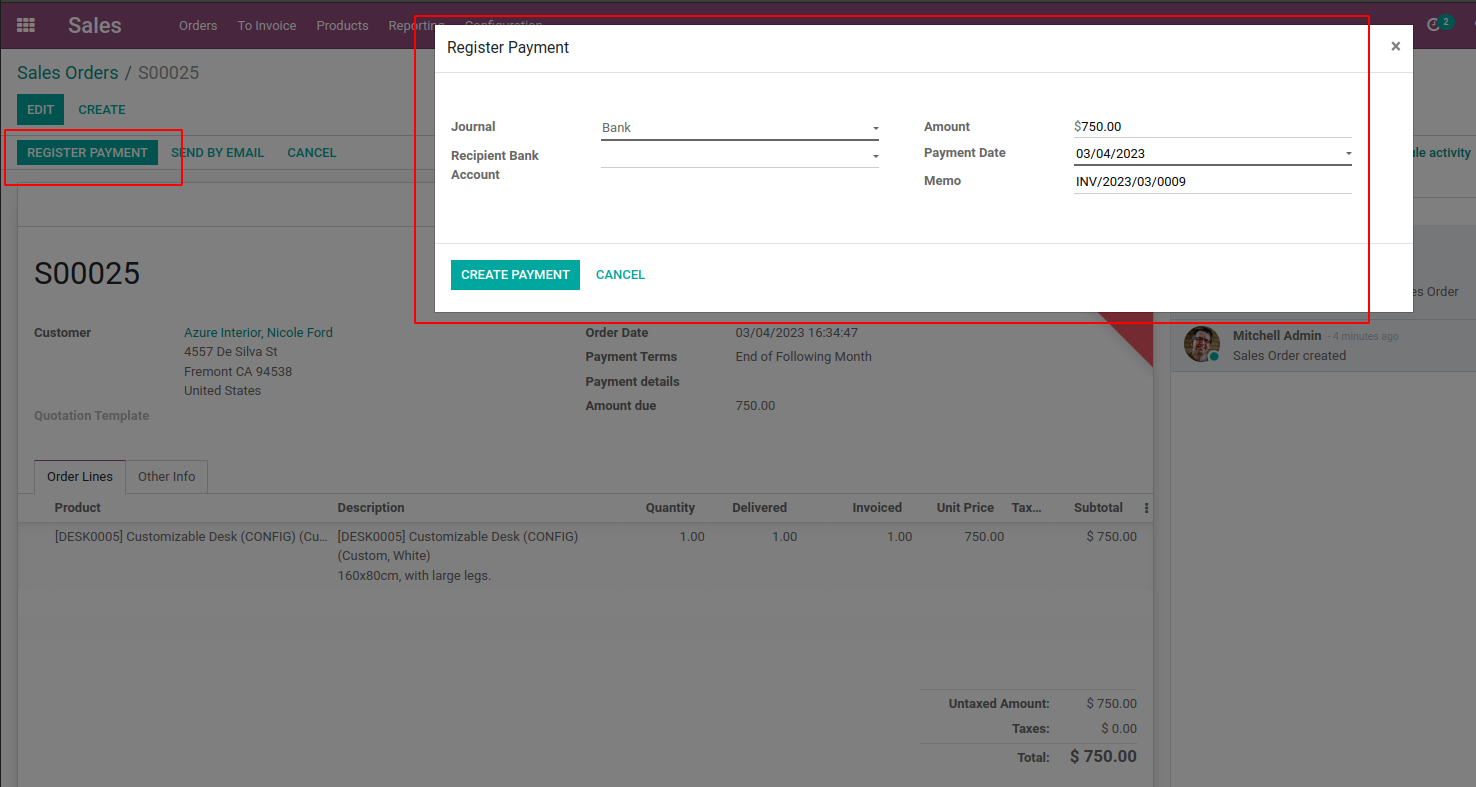 Sales Orders To Invoice Products Reporting Configuration 2
Sales Orders / S00025
EDIT CREATE
REGISTER PAYMENT SEND BY EMAIL CANCEL
Register Payment ×
Journal Bank
Recipient Bank
Account
Amount $750.00
Payment Date 03/04/2023
Memo INV/2023/03/0009
CREATE PAYMENT CANCEL
le activity
es Order
S00025
Customer Azure Interior, Nicole Ford
4557 De Silva St
Fremont CA 94538
United States
Quotation Template
Order Date 03/04/2023 16:34:47
Payment Terms End of Following Month
Payment details
Amount due 750.00
Mitchell Admin - 4 minutes ago
Sales Order created
Order Lines Other Info
Product Description Quantity Delivered Invoiced Unit Price Tax... Subtotal
[DESK0005] Customizable Desk (CONFIG) (Cu... [DESK0005] Customizable Desk (CONFIG) 1.00 1.00 1.00 750.00 $ 750.00
(Custom, White)
160x80cm, with large legs.
Untaxed Amount: $ 750.00
Taxes: $ 0.00
Total: $ 750.00